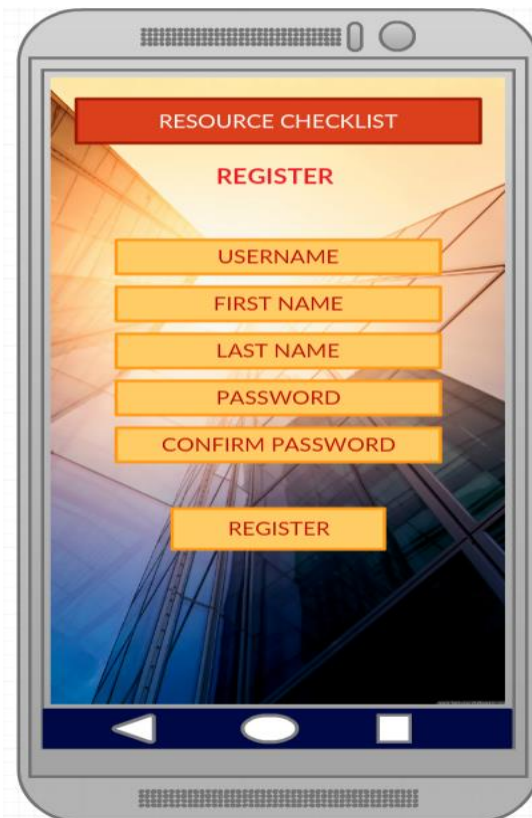 RESOURCE CHECKLIST
REGISTER
USERNAME
FIRST NAME
LAST NAME
PASSWORD
CONFIRM PASSWORD
REGISTER